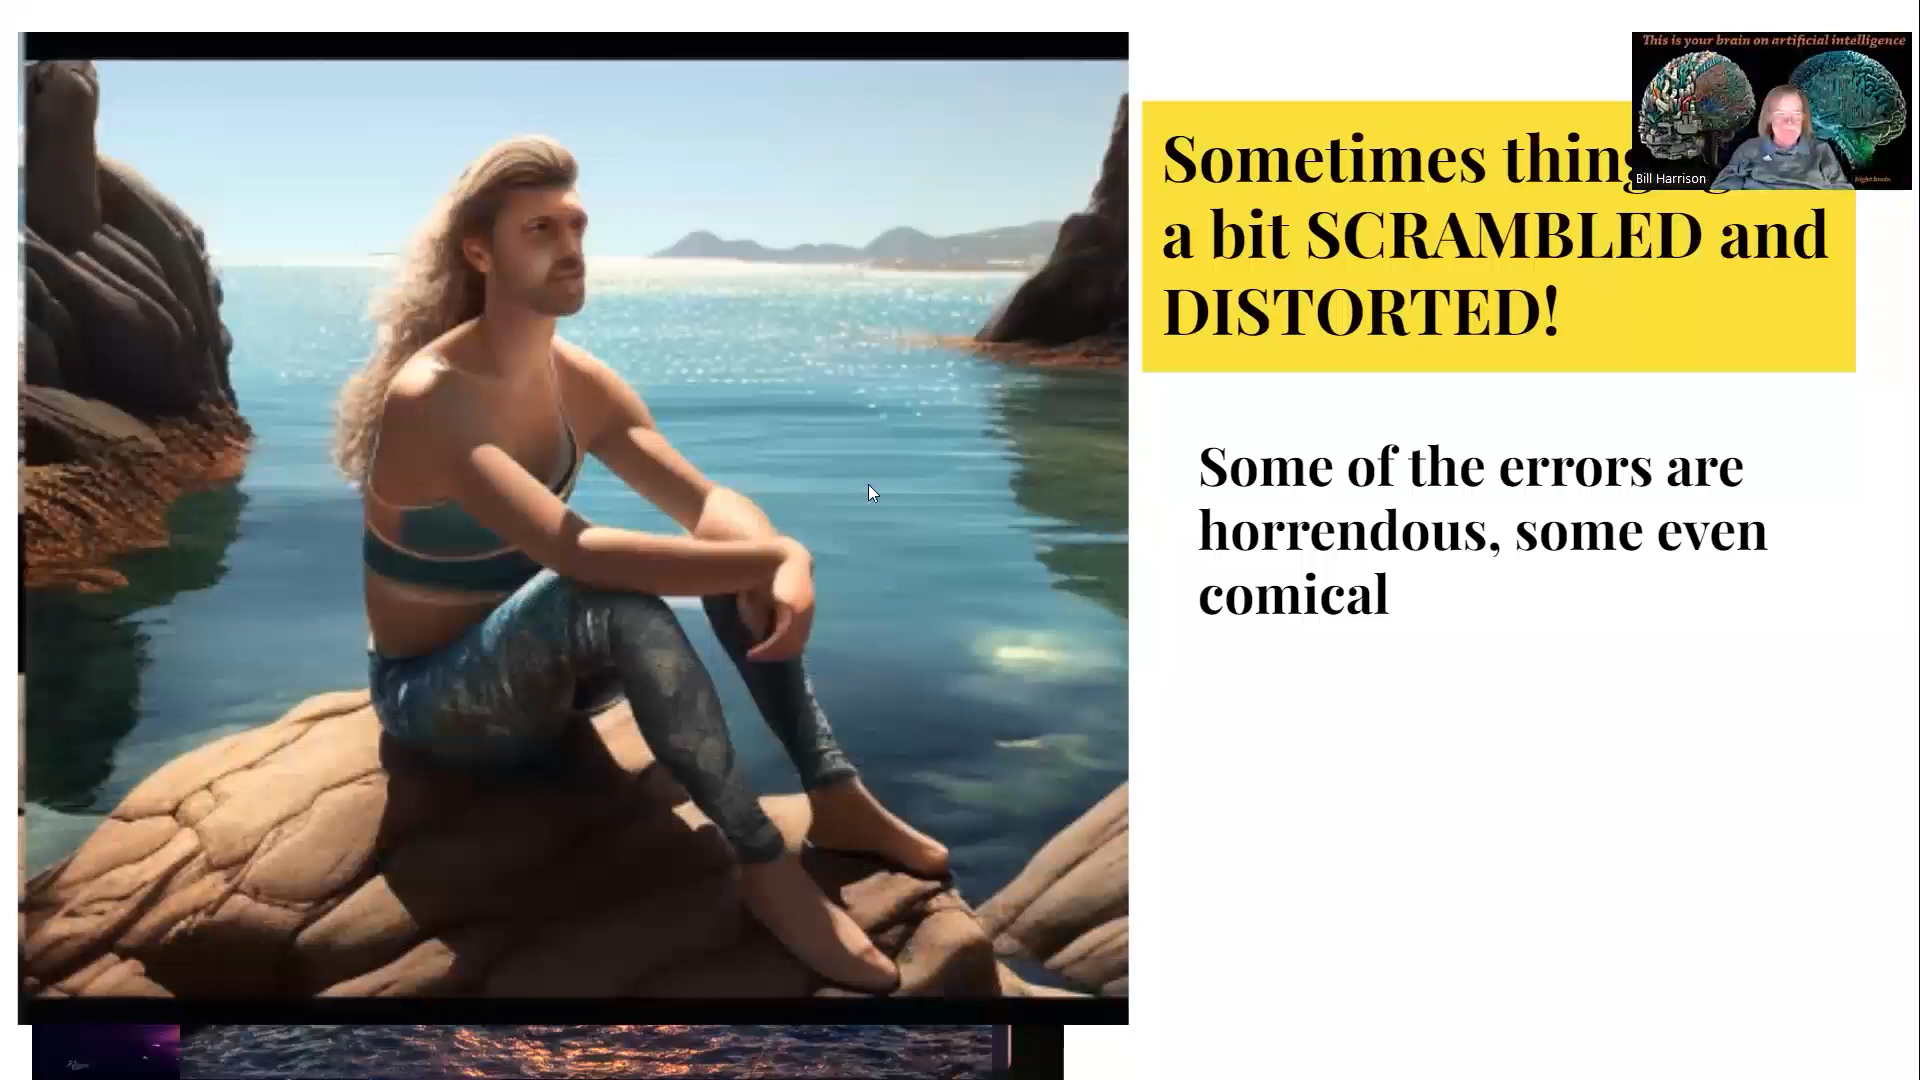 This is your brain on artificial intelligence
Sometimes
a bit SCRAMBLED and
DISTORTED!
Bill Harrison
Some of the errors are
horrendous, some even
comical